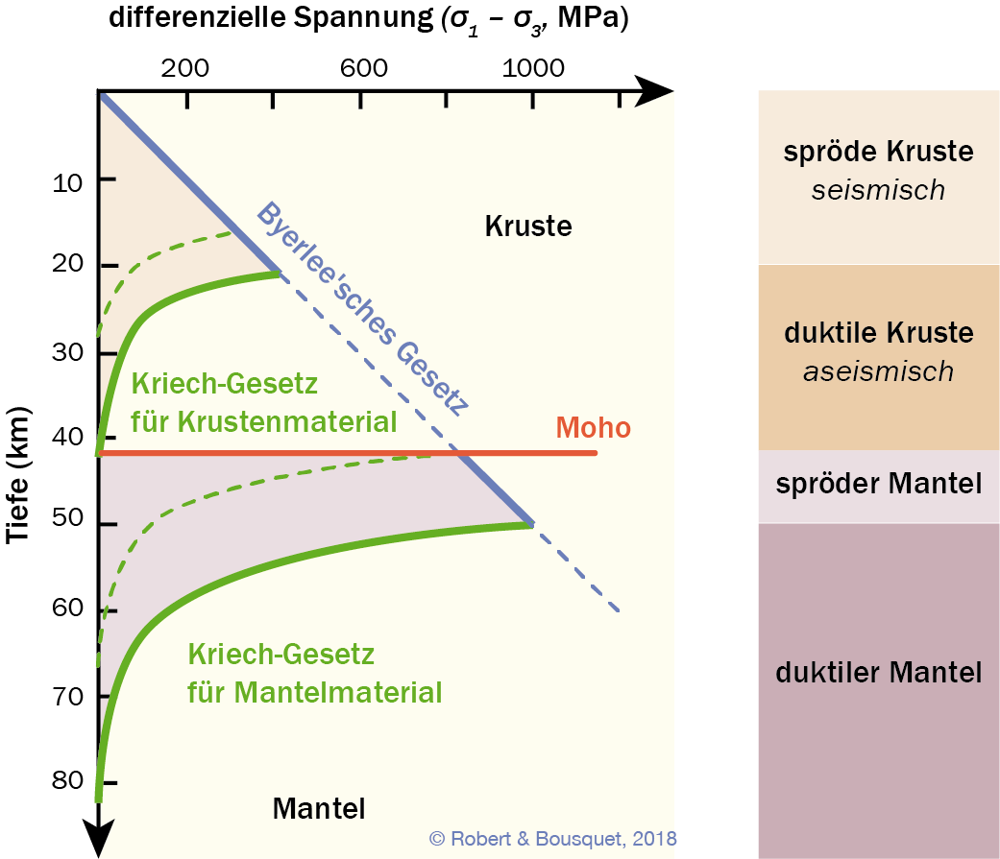 differenzielle Spannung (σ1 – σ3, MPa)
200 600 1000
10
20
30
40
50
60
70
80
Tiefe (km)
Kruste
Byerlee'sches Gesetz
Kriech-Gesetz
für Krustenmaterial
Moho
Kriech-Gesetz
für Mantelmaterial
Mantel
© Robert & Bousquet, 2018
spröde Kruste
seismisch
duktile Kruste
aseismisch
spröder Mantel
duktiler Mantel